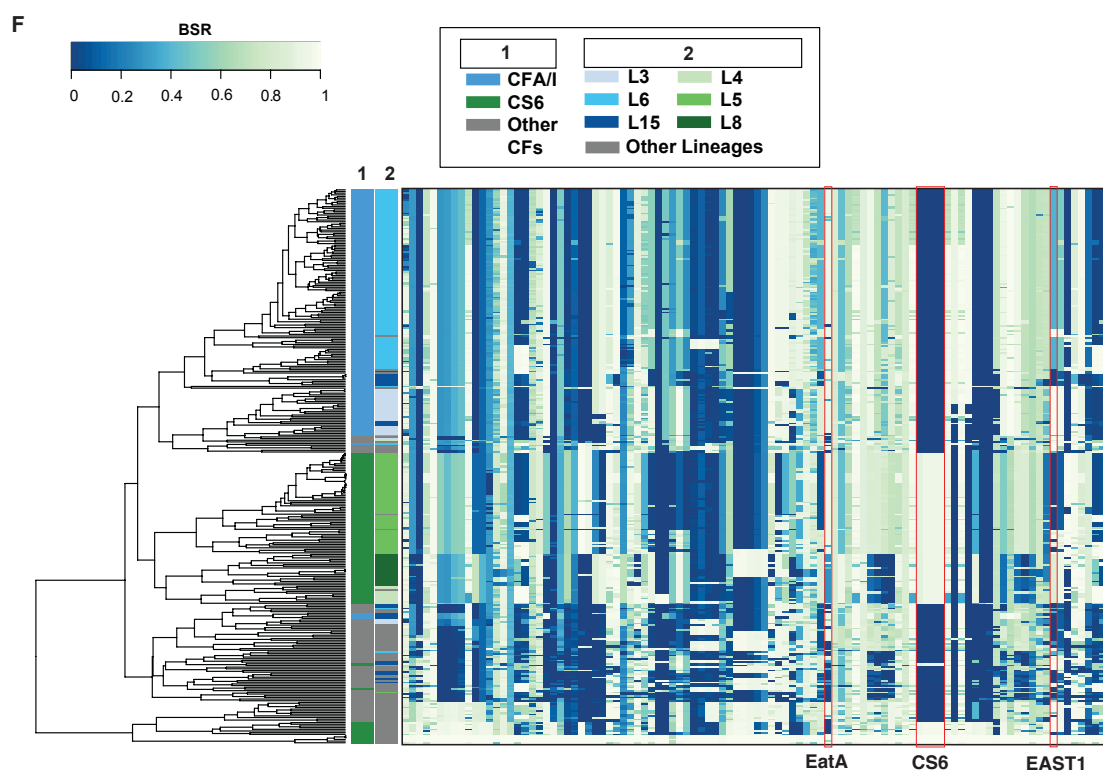 F
BSR
0 0.2 0.4 0.6 0.8 1
1 2
CFA/I L3 L4
CS6 L6 L5
Other L15 L8
CFs Other Lineages
1 2
EatA CS6 EAST1